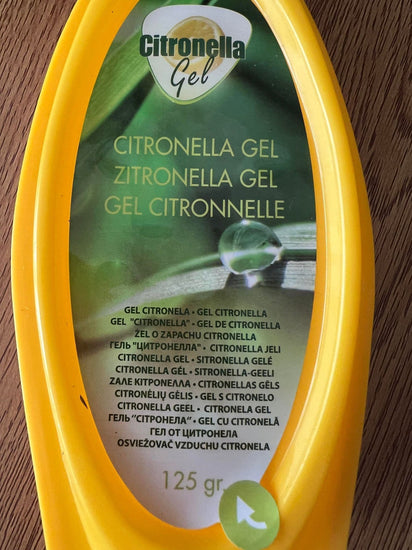 Citronella
Gel
CITRONELLA GEL
ZITRONELLA GEL
GEL CITRONNELLE
GEL CITRONELA • GEL CITRONELLA
GEL "CITRONELLA" • GEL DE CITRONELLA
ŻEL O ZAPACHU CITRONELLA
ГЕЛЬ "ЦИТРОНЕЛЛА" • CITRONELLA JELI
CITRONELLA GEL • SITRONELLA GELÉ
CITRONELLA GÉL • SITRONELLA-GEELI
ΖΑΛΕ ΚΙΤΡΟΝΕΛΛΑ • CITRONELLAS GĒLS
CITRONĖLIŲ GĖLIS • GEL S CITRONELO
CITRONELLA GEEL • CITRONELA GEL
ГЕЛЬ "СІТРОНЕЛА" • GEL CU CITRONELĂ
ГЕЛ ОТ ЦИТРОНЕЛА
OSVIEŽOVAČ VZDUCHU CITRONELA
125 gr.